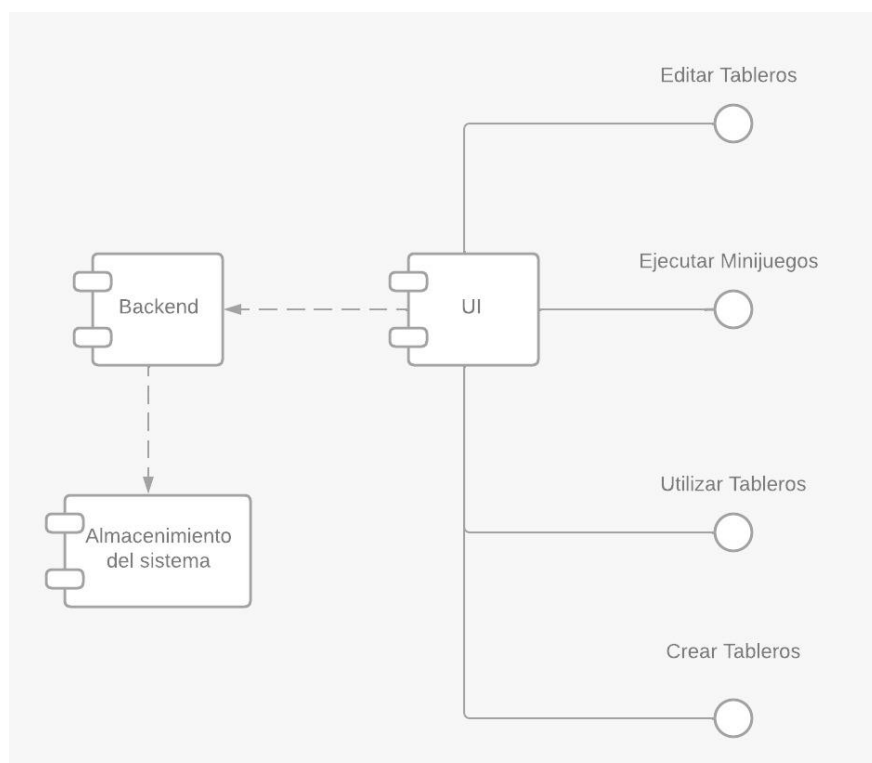 Editar Tableros
Ejecutar Minijuegos
Backend
UI
Utilizar Tableros
Almacenimiento
del sistema
Crear Tableros